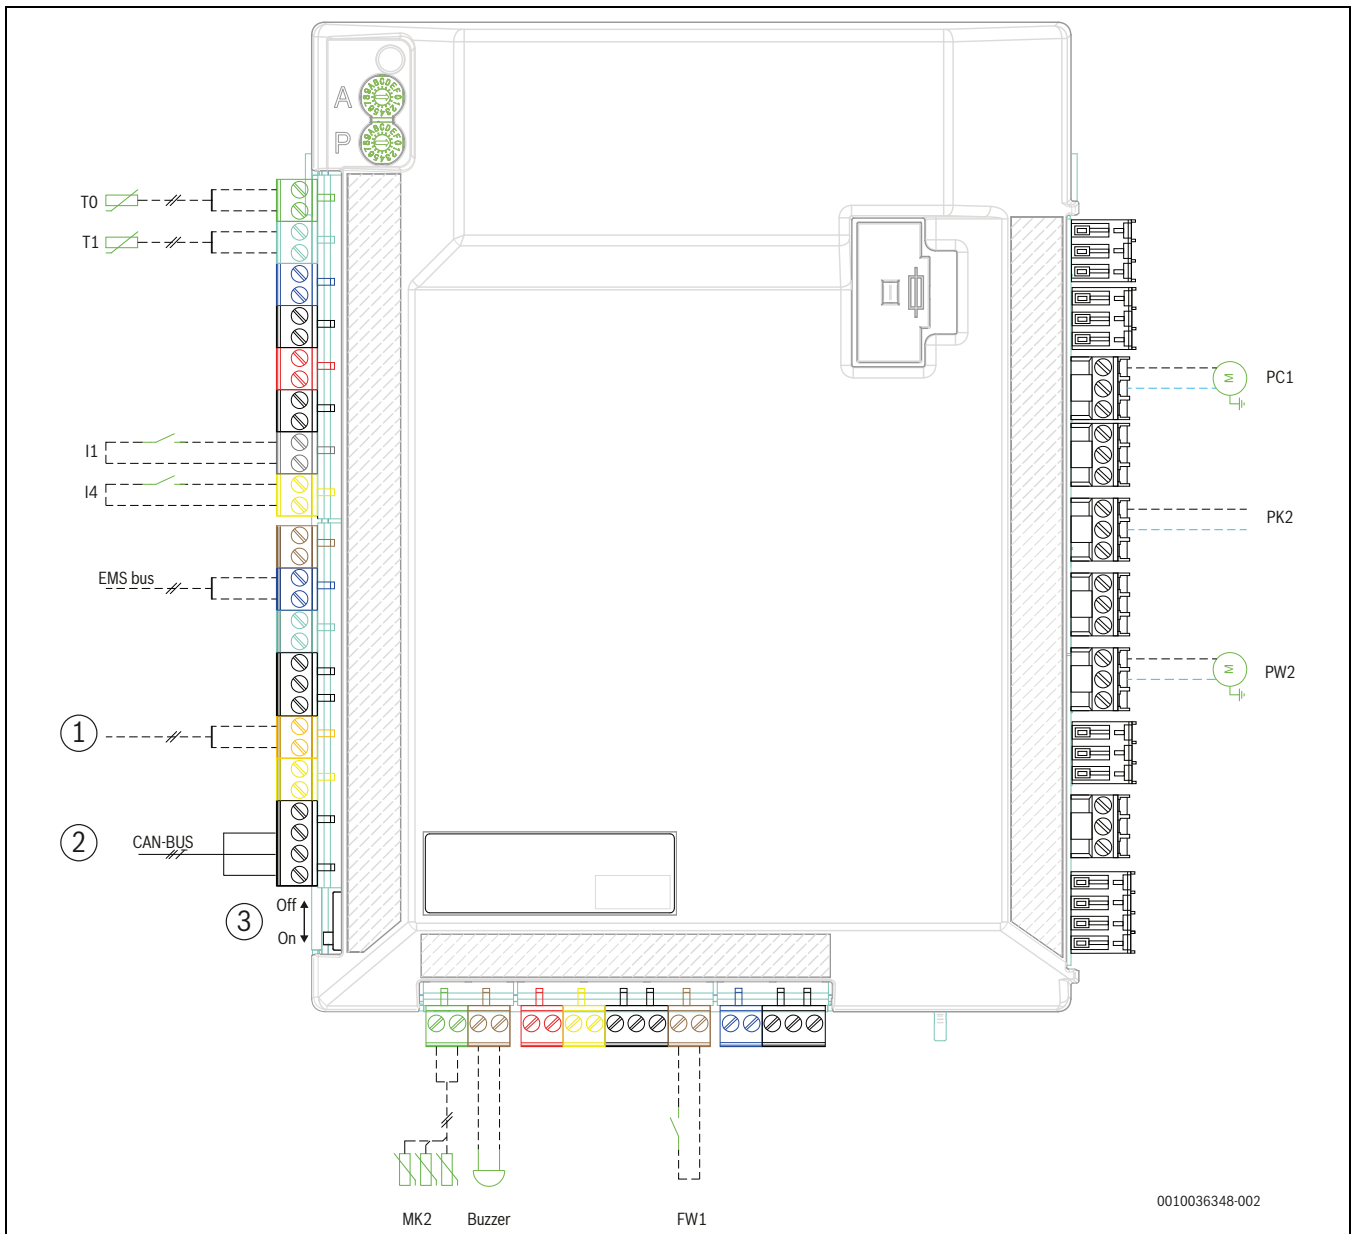 A
P
T0
T1
I1
I4
EMS bus
1
2
CAN-BUS
3
Off
On
PC1
M
PK2
PW2
M
MK2
Buzzer
FW1
0010036348-002